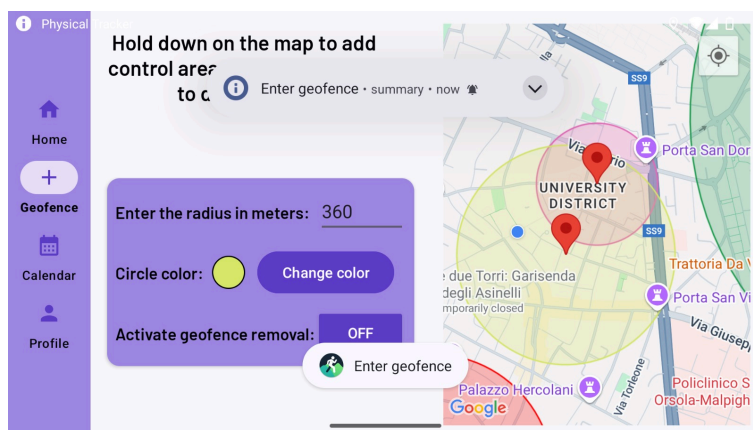 Physical Tracker
Hold down on the map to add
control area
to d
Enter geofence • summary • now
Home
Geofence
Calendar
Profile
Enter the radius in meters: 360
Circle color:
Change color
Activate geofence removal:
OFF
Enter geofence
SS9
Porta San Dor
UNIVERSITY
DISTRICT
SS9
Trattoria Da V
due Torri: Garisenda
degli Asinelli
mporarily closed
Porta San Vi
Via Giusep
Via Torleone
Palazzo Hercolani
Policlinico S
Orsola-Malpigh
Google